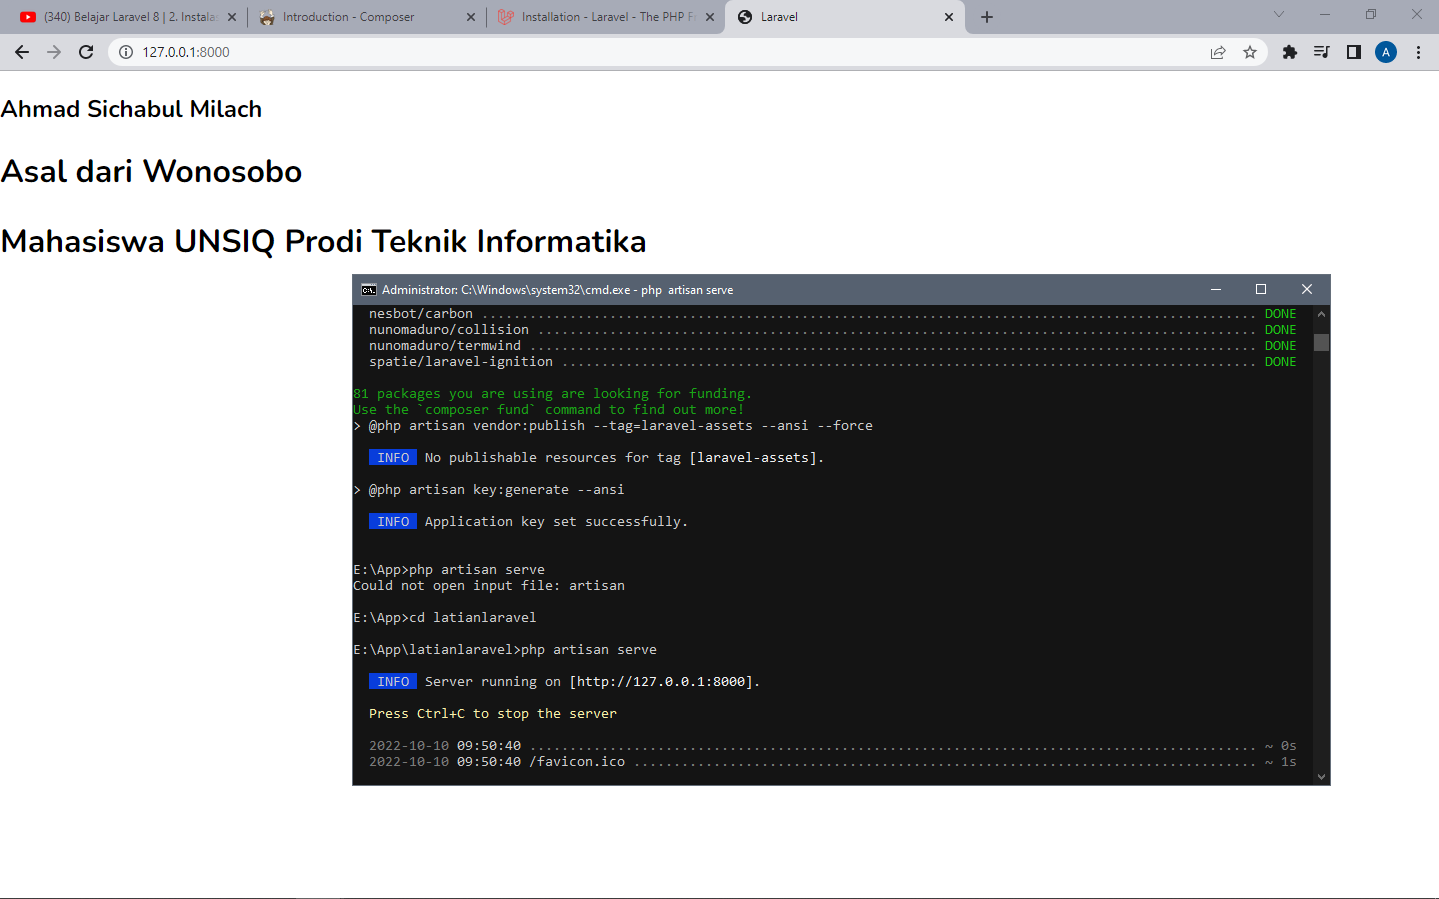 (340) Belajar Laravel 8 | 2. Instalas
Introduction - Composer
Installation - Laravel - The PHP F
Laravel
127.0.0.1:8000
A
Ahmad Sichabul Milach
Asal dari Wonosobo
Mahasiswa UNSIQ Prodi Teknik Informatika
Administrator: C:\Windows\system32\cmd.exe - php  artisan serve
nesbot/carbon ................................................................................................. DONE
nunomaduro/collision .......................................................................................... DONE
nunomaduro/termwind ........................................................................................... DONE
spatie/laravel-ignition ....................................................................................... DONE
81 packages you are using are looking for funding.
Use the `composer fund` command to find out more!
> @php artisan vendor:publish --tag=laravel-assets --ansi --force
INFO  No publishable resources for tag [laravel-assets].
> @php artisan key:generate --ansi
INFO  Application key set successfully.
E:\App>php artisan serve
Could not open input file: artisan
E:\App>cd latianlaravel
E:\App\latianlaravel>php artisan serve
INFO  Server running on [http://127.0.0.1:8000].
Press Ctrl+C to stop the server
2022-10-10 09:50:40 ........................................................................................... ~ 0s
2022-10-10 09:50:40 /favicon.ico .............................................................................. ~ 1s